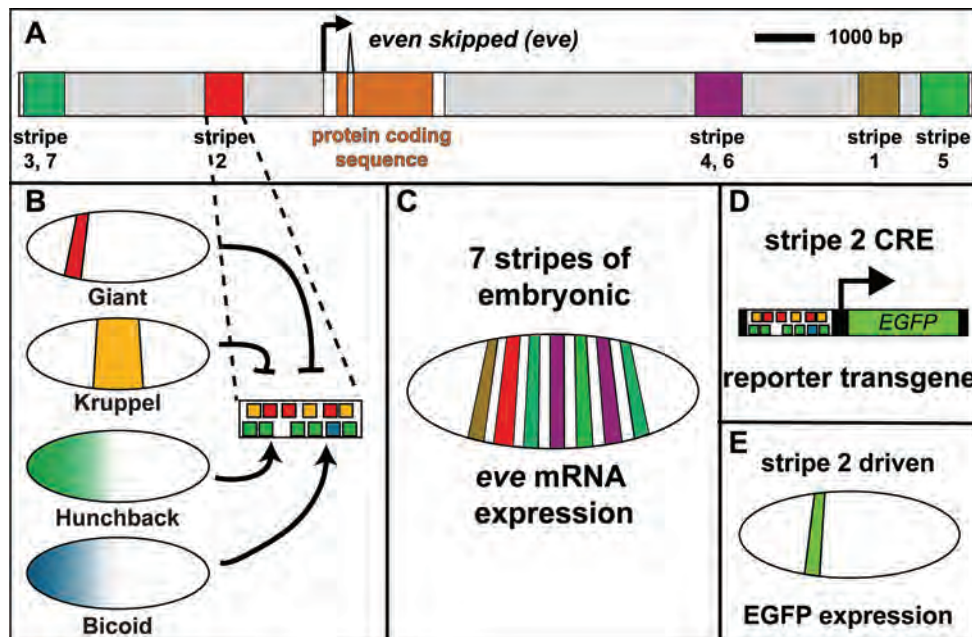 A
even skipped (eve)
1000 bp
stripe
3, 7
stripe
2
protein coding
sequence
stripe
4, 6
stripe
1
stripe
5
B
Giant
Kruppel
Hunchback
Bicoid
C
7 stripes of
embryonic
eve mRNA
expression
D
stripe 2 CRE
EGFP
reporter transgene
E
stripe 2 driven
EGFP expression